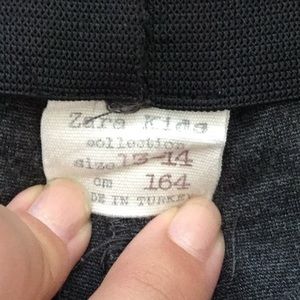 Zara Kids
collection
size 13-14
cm 164
DE IN TURKEY